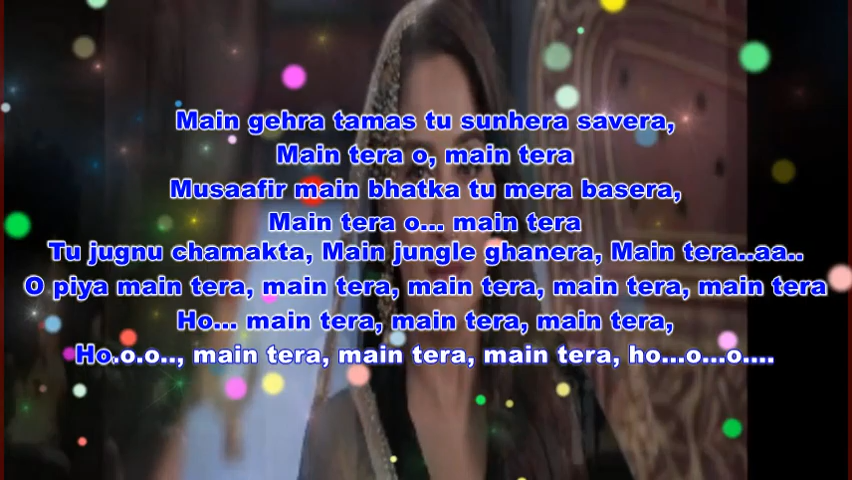 Main gehra tamas tu sunhera savera,
Main tera o, main tera
Musaafir main bhatka tu mera basera,
Main tera o... main tera
Tu jugnu chamakta, Main jungle ghanera, Main tera..aa..
O piya main tera, main tera, main tera, main tera, main tera
Ho... main tera, main tera, main tera,
Ho.o.o.., main tera, main tera, main tera, ho...o...o....